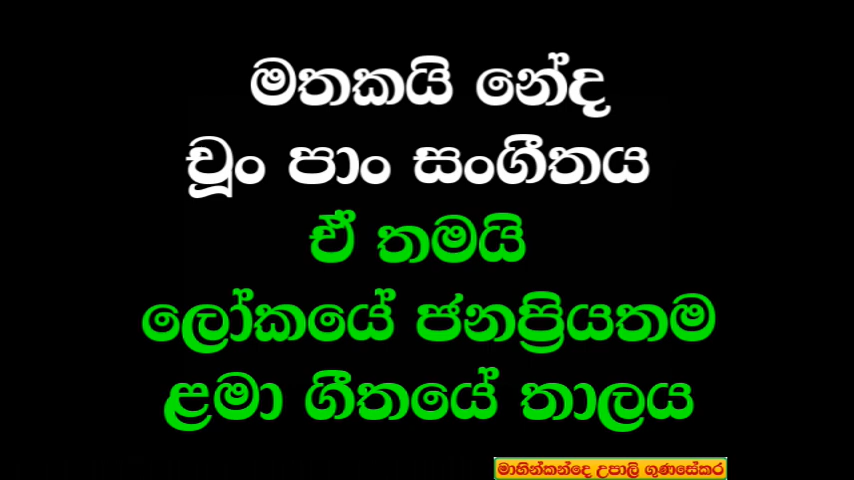 මතකයි නේද
චූං පාං සංගීතය
ඒ තමයි
ලෝකයේ ජනප්‍රියතම
ළමා ගීතයේ තාලය
මාහින්කන්දෙ උපාලි ගුණසේකර